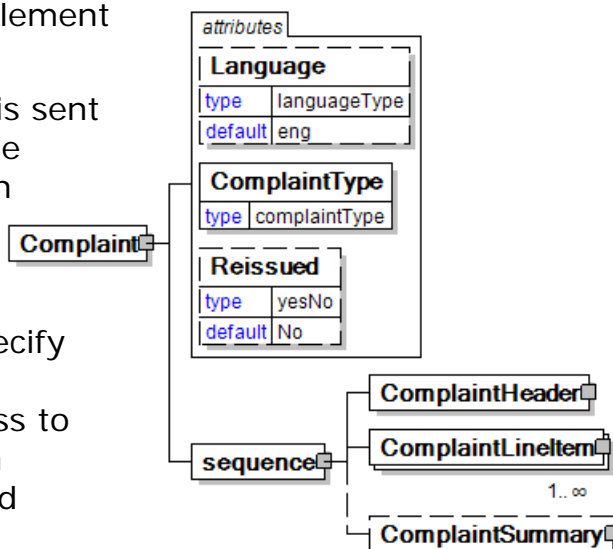 lement
is sent
e
n
ecify
ss to
n
d
attributes
Language
type languageType
default eng
ComplaintType
type complaintType
Complaint
Reissued
type yesNo
default No
sequence
ComplaintHeader
ComplaintLineItem
1.. ∞
ComplaintSummary